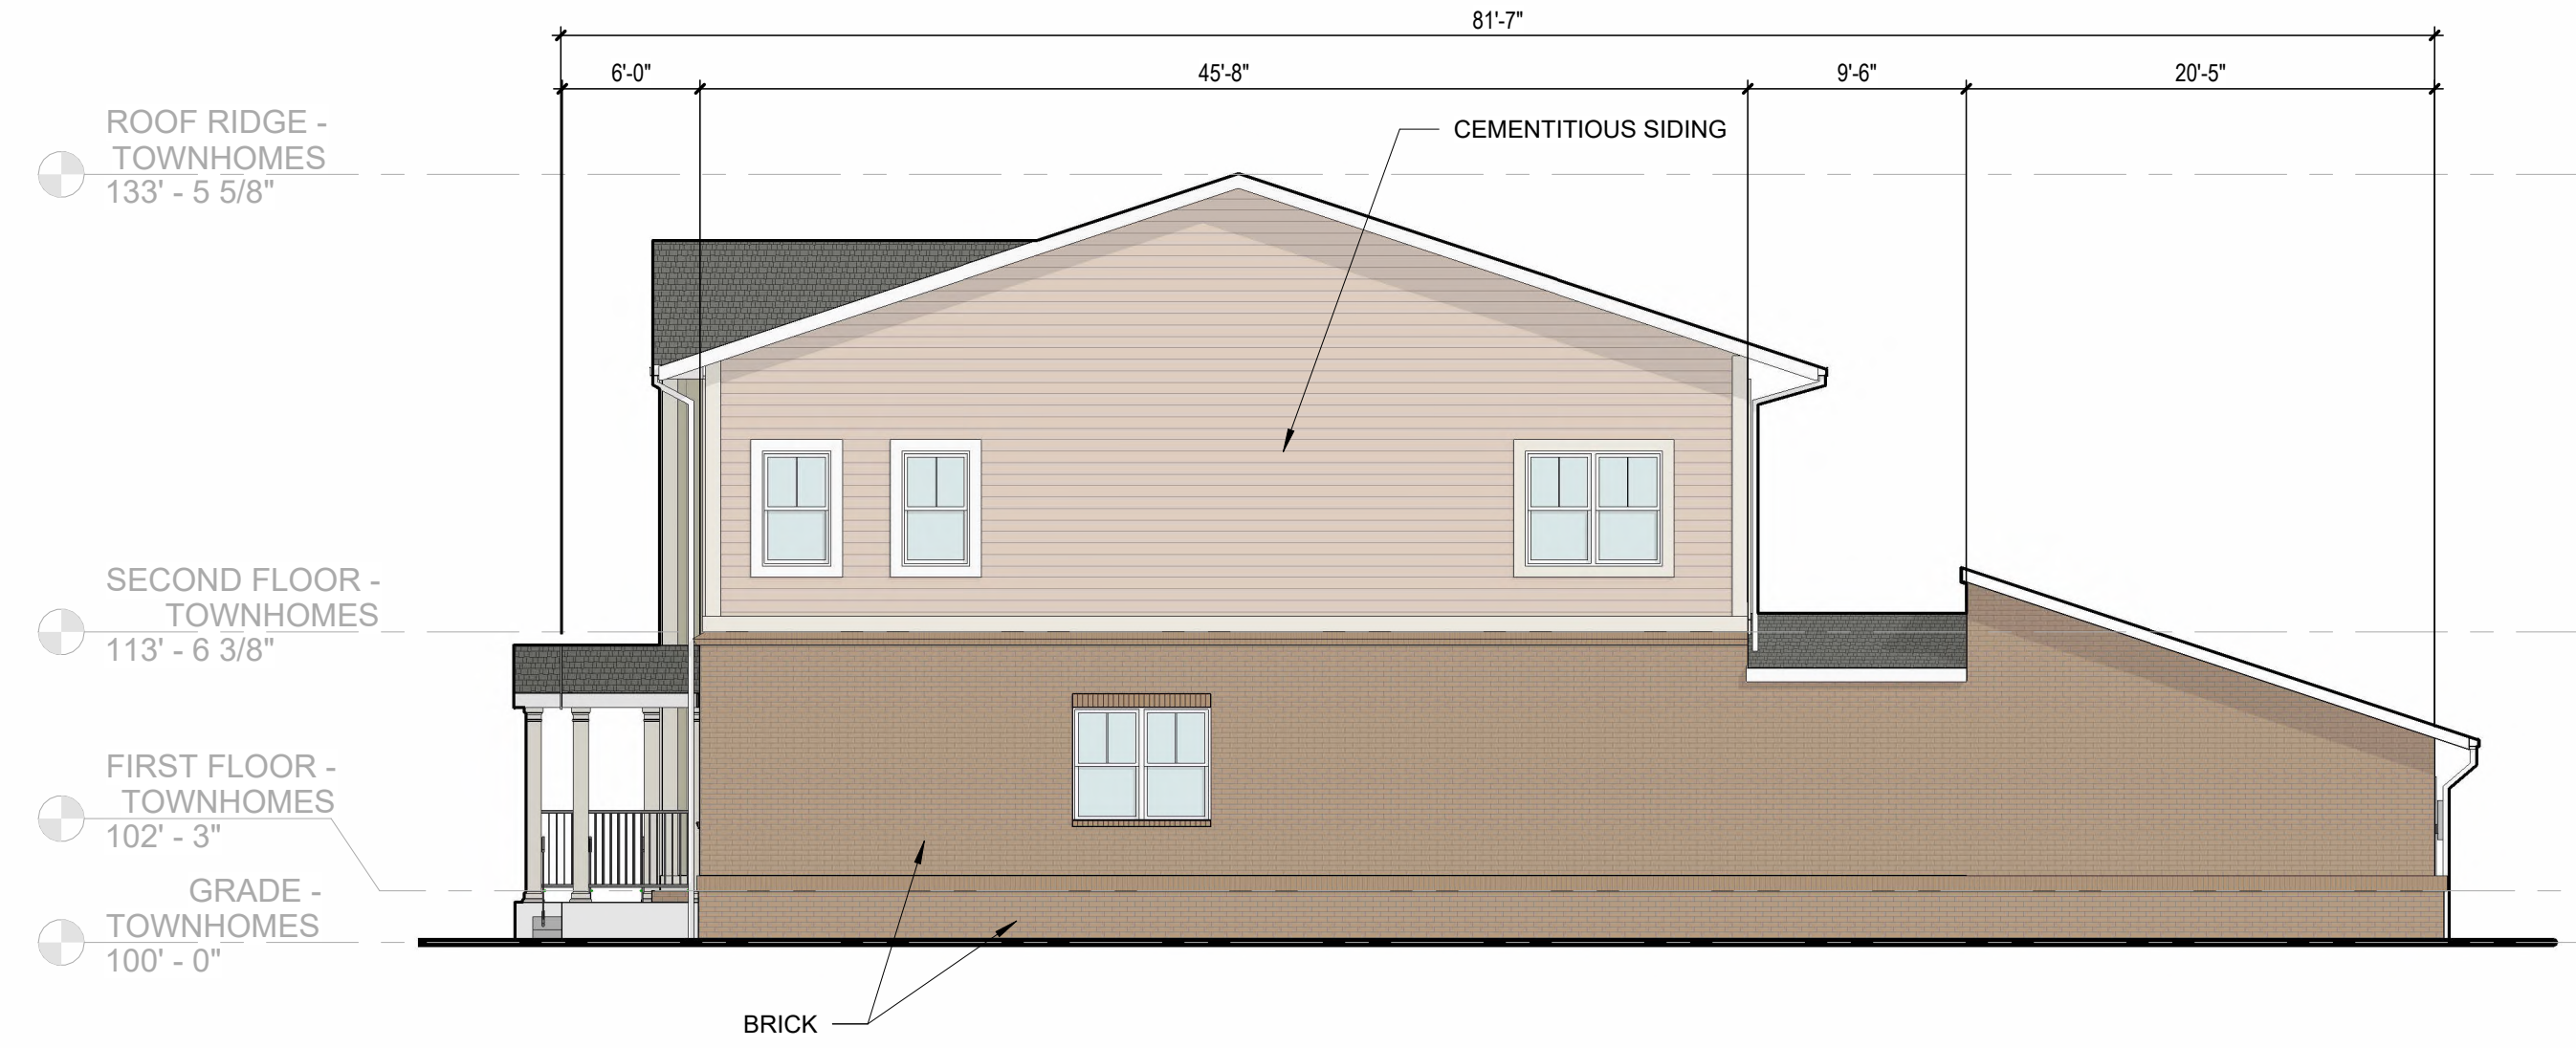 81'-7"
6'-0"
45'-8"
9'-6"
20'-5"
ROOF RIDGE -
TOWNHOMES
133' - 5 5/8"
CEMENTITIOUS SIDING
SECOND FLOOR -
TOWNHOMES
113' - 6 3/8"
FIRST FLOOR -
TOWNHOMES
102' - 3"
GRADE -
TOWNHOMES
100' - 0"
BRICK